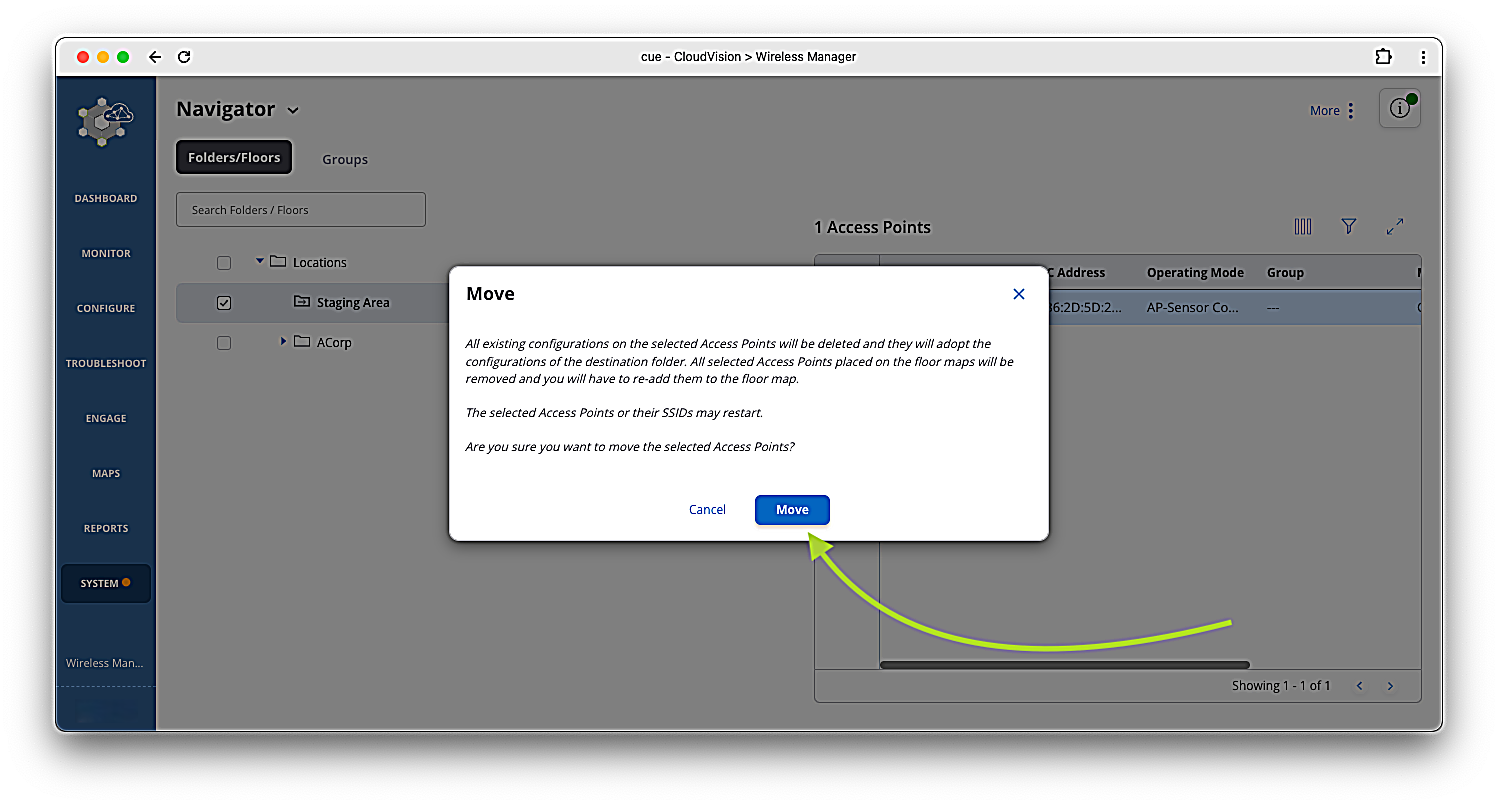 cue - CloudVision > Wireless Manager
Navigator
More
Folders/Floors
Groups
DASHBOARD
MONITOR
CONFIGURE
TROUBLESHOOT
ENGAGE
MAPS
REPORTS
SYSTEM
Wireless Man...
Search Folders / Floors
Locations
Staging Area
ACorp
1 Access Points
C Address Operating Mode Group
36:2D:5D:2... AP-Sensor Co... ---
Move
All existing configurations on the selected Access Points will be deleted and they will adopt the
configurations of the destination folder. All selected Access Points placed on the floor maps will be
removed and you will have to re-add them to the floor map.
The selected Access Points or their SSIDs may restart.
Are you sure you want to move the selected Access Points?
Cancel
Move
Showing 1 - 1 of 1